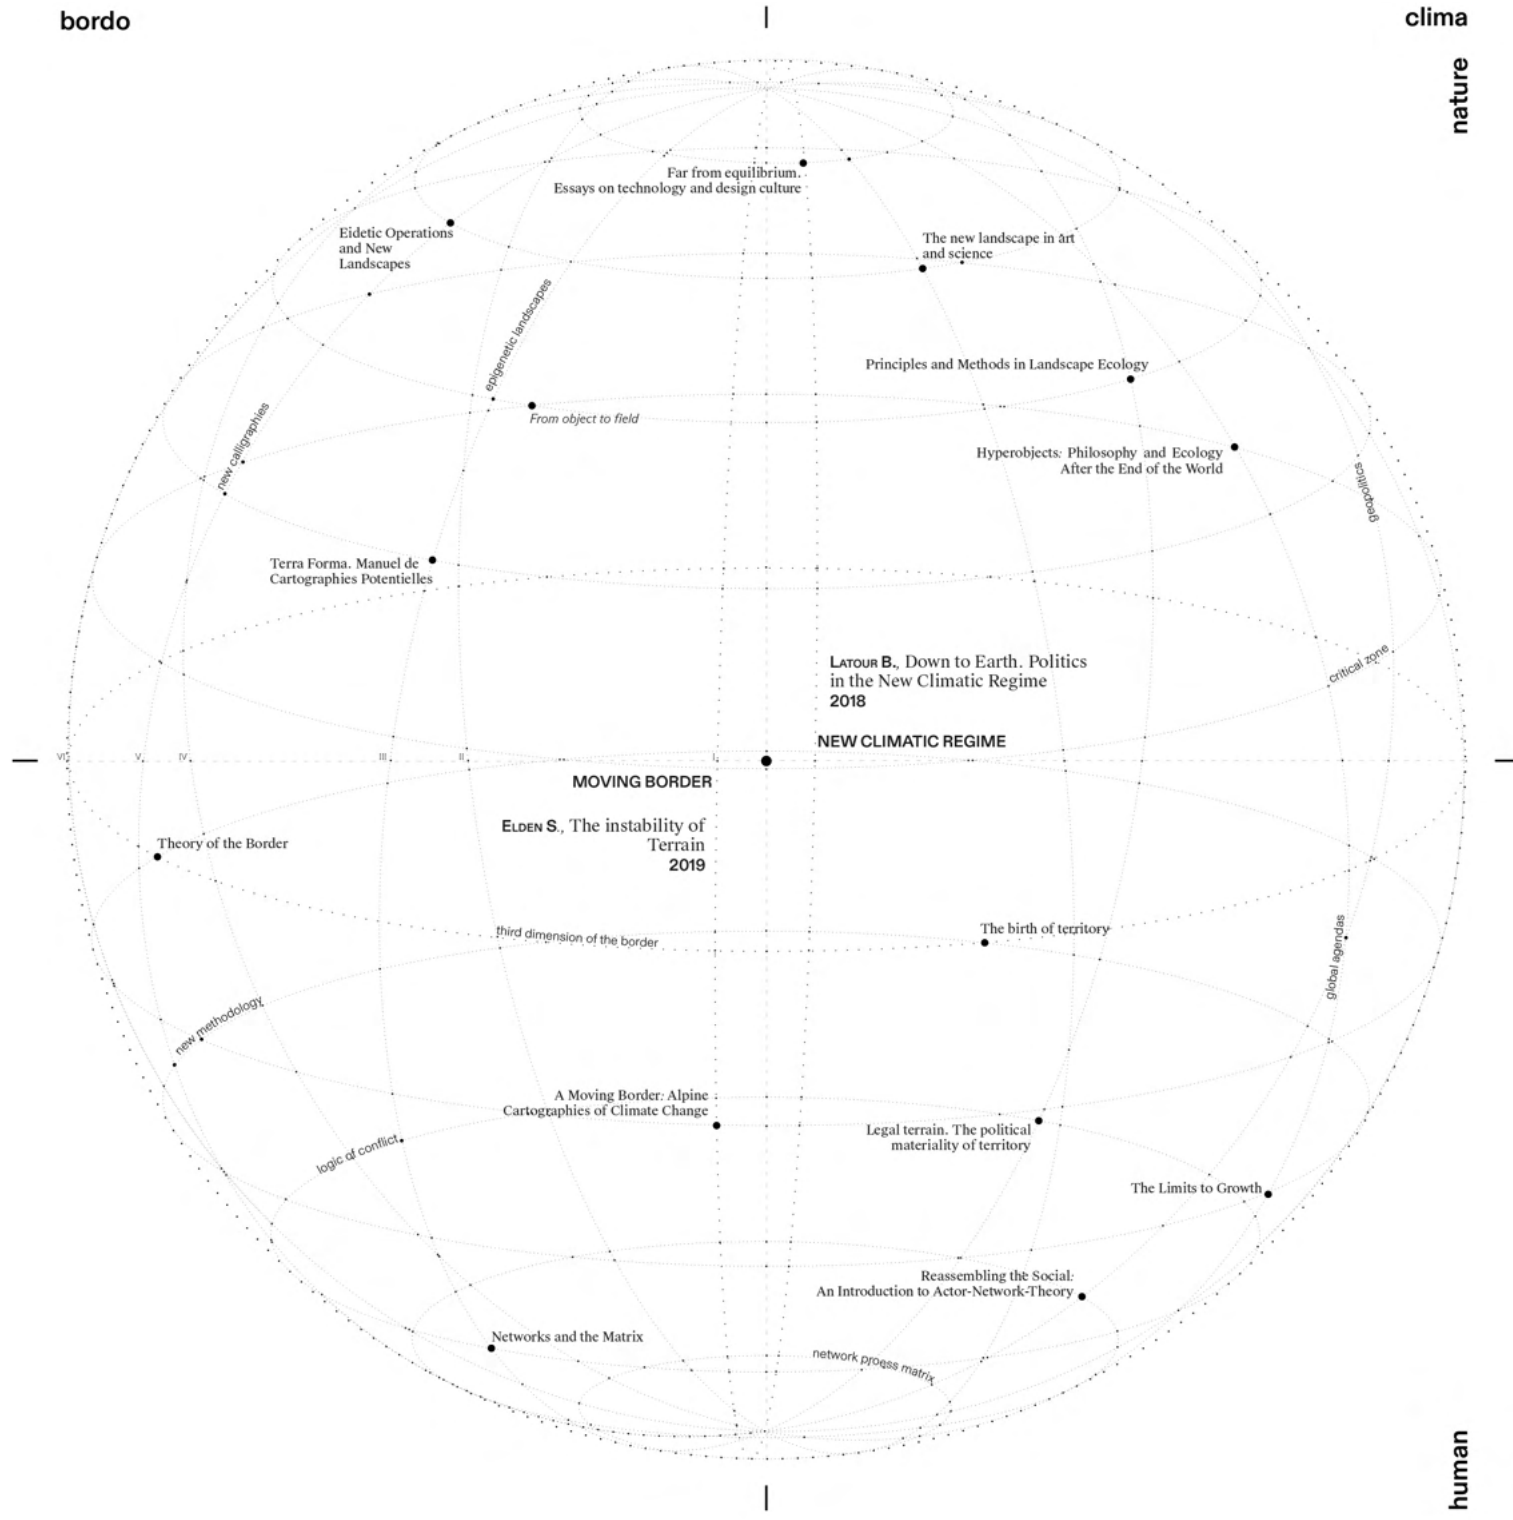 bordo
clima
nature
Far from equilibrium.
Essays on technology and design culture
Eidetic Operations
and New
Landscapes
The new landscape in art
and science
epigenetic landscapes
Principles and Methods in Landscape Ecology
From object to field
new calligraphies
Hyperobjects: Philosophy and Ecology
After the End of the World
geopolitics
Terra Forma. Manuel de
Cartographies Potentielles
LATOUR B., Down to Earth. Politics
in the New Climatic Regime
2018
critical zone
NEW CLIMATIC REGIME
VI V IV III II I
MOVING BORDER
ELDEN S., The instability of
Terrain
2019
Theory of the Border
third dimension of the border
The birth of territory
global agendas
new methodology
A Moving Border: Alpine
Cartographies of Climate Change
Legal terrain. The political
materiality of territory
logic of conflict
The Limits to Growth
Reassembling the Social:
An Introduction to Actor-Network-Theory
Networks and the Matrix
network proess matrix
human